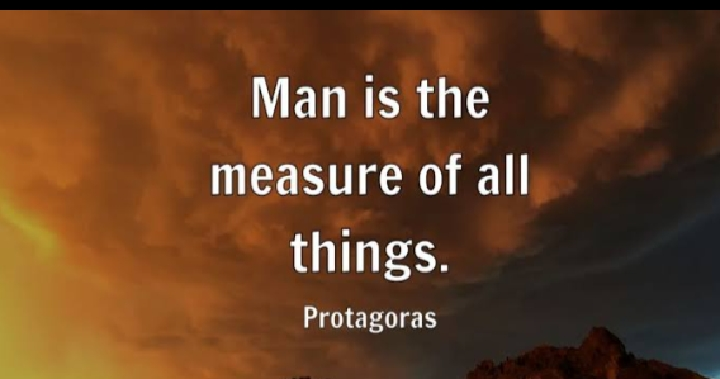 Man is the
measure of all
things.
Protagoras